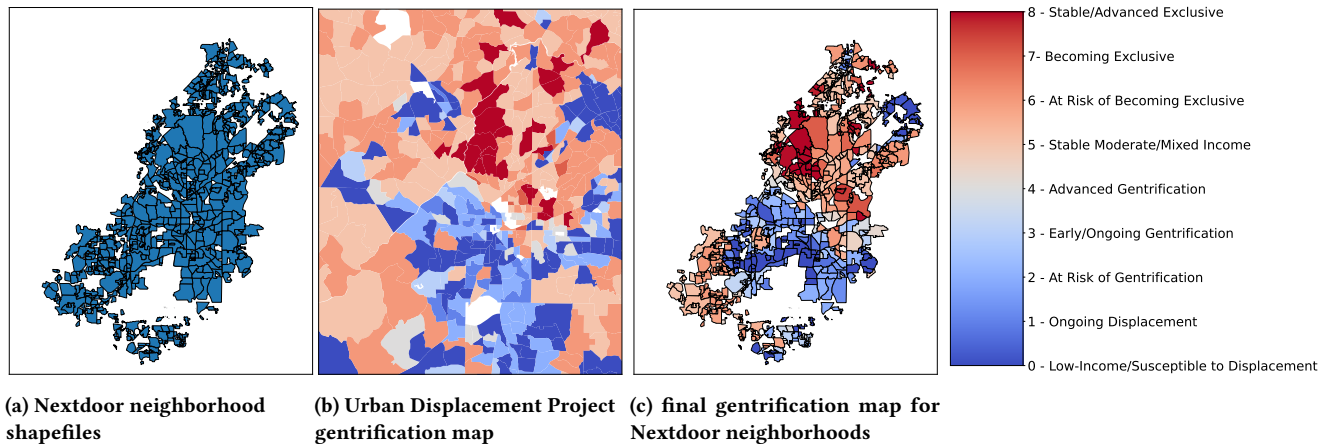 8 - Stable/Advanced Exclusive
7- Becoming Exclusive
6 - At Risk of Becoming Exclusive
5 - Stable Moderate/Mixed Income
4 - Advanced Gentrification
3 - Early/Ongoing Gentrification
2 - At Risk of Gentrification
1 - Ongoing Displacement
0 - Low-Income/Susceptible to Displacement
(a) Nextdoor neighborhood
shapefiles
(b) Urban Displacement Project
gentrification map
(c) final gentrification map for
Nextdoor neighborhoods